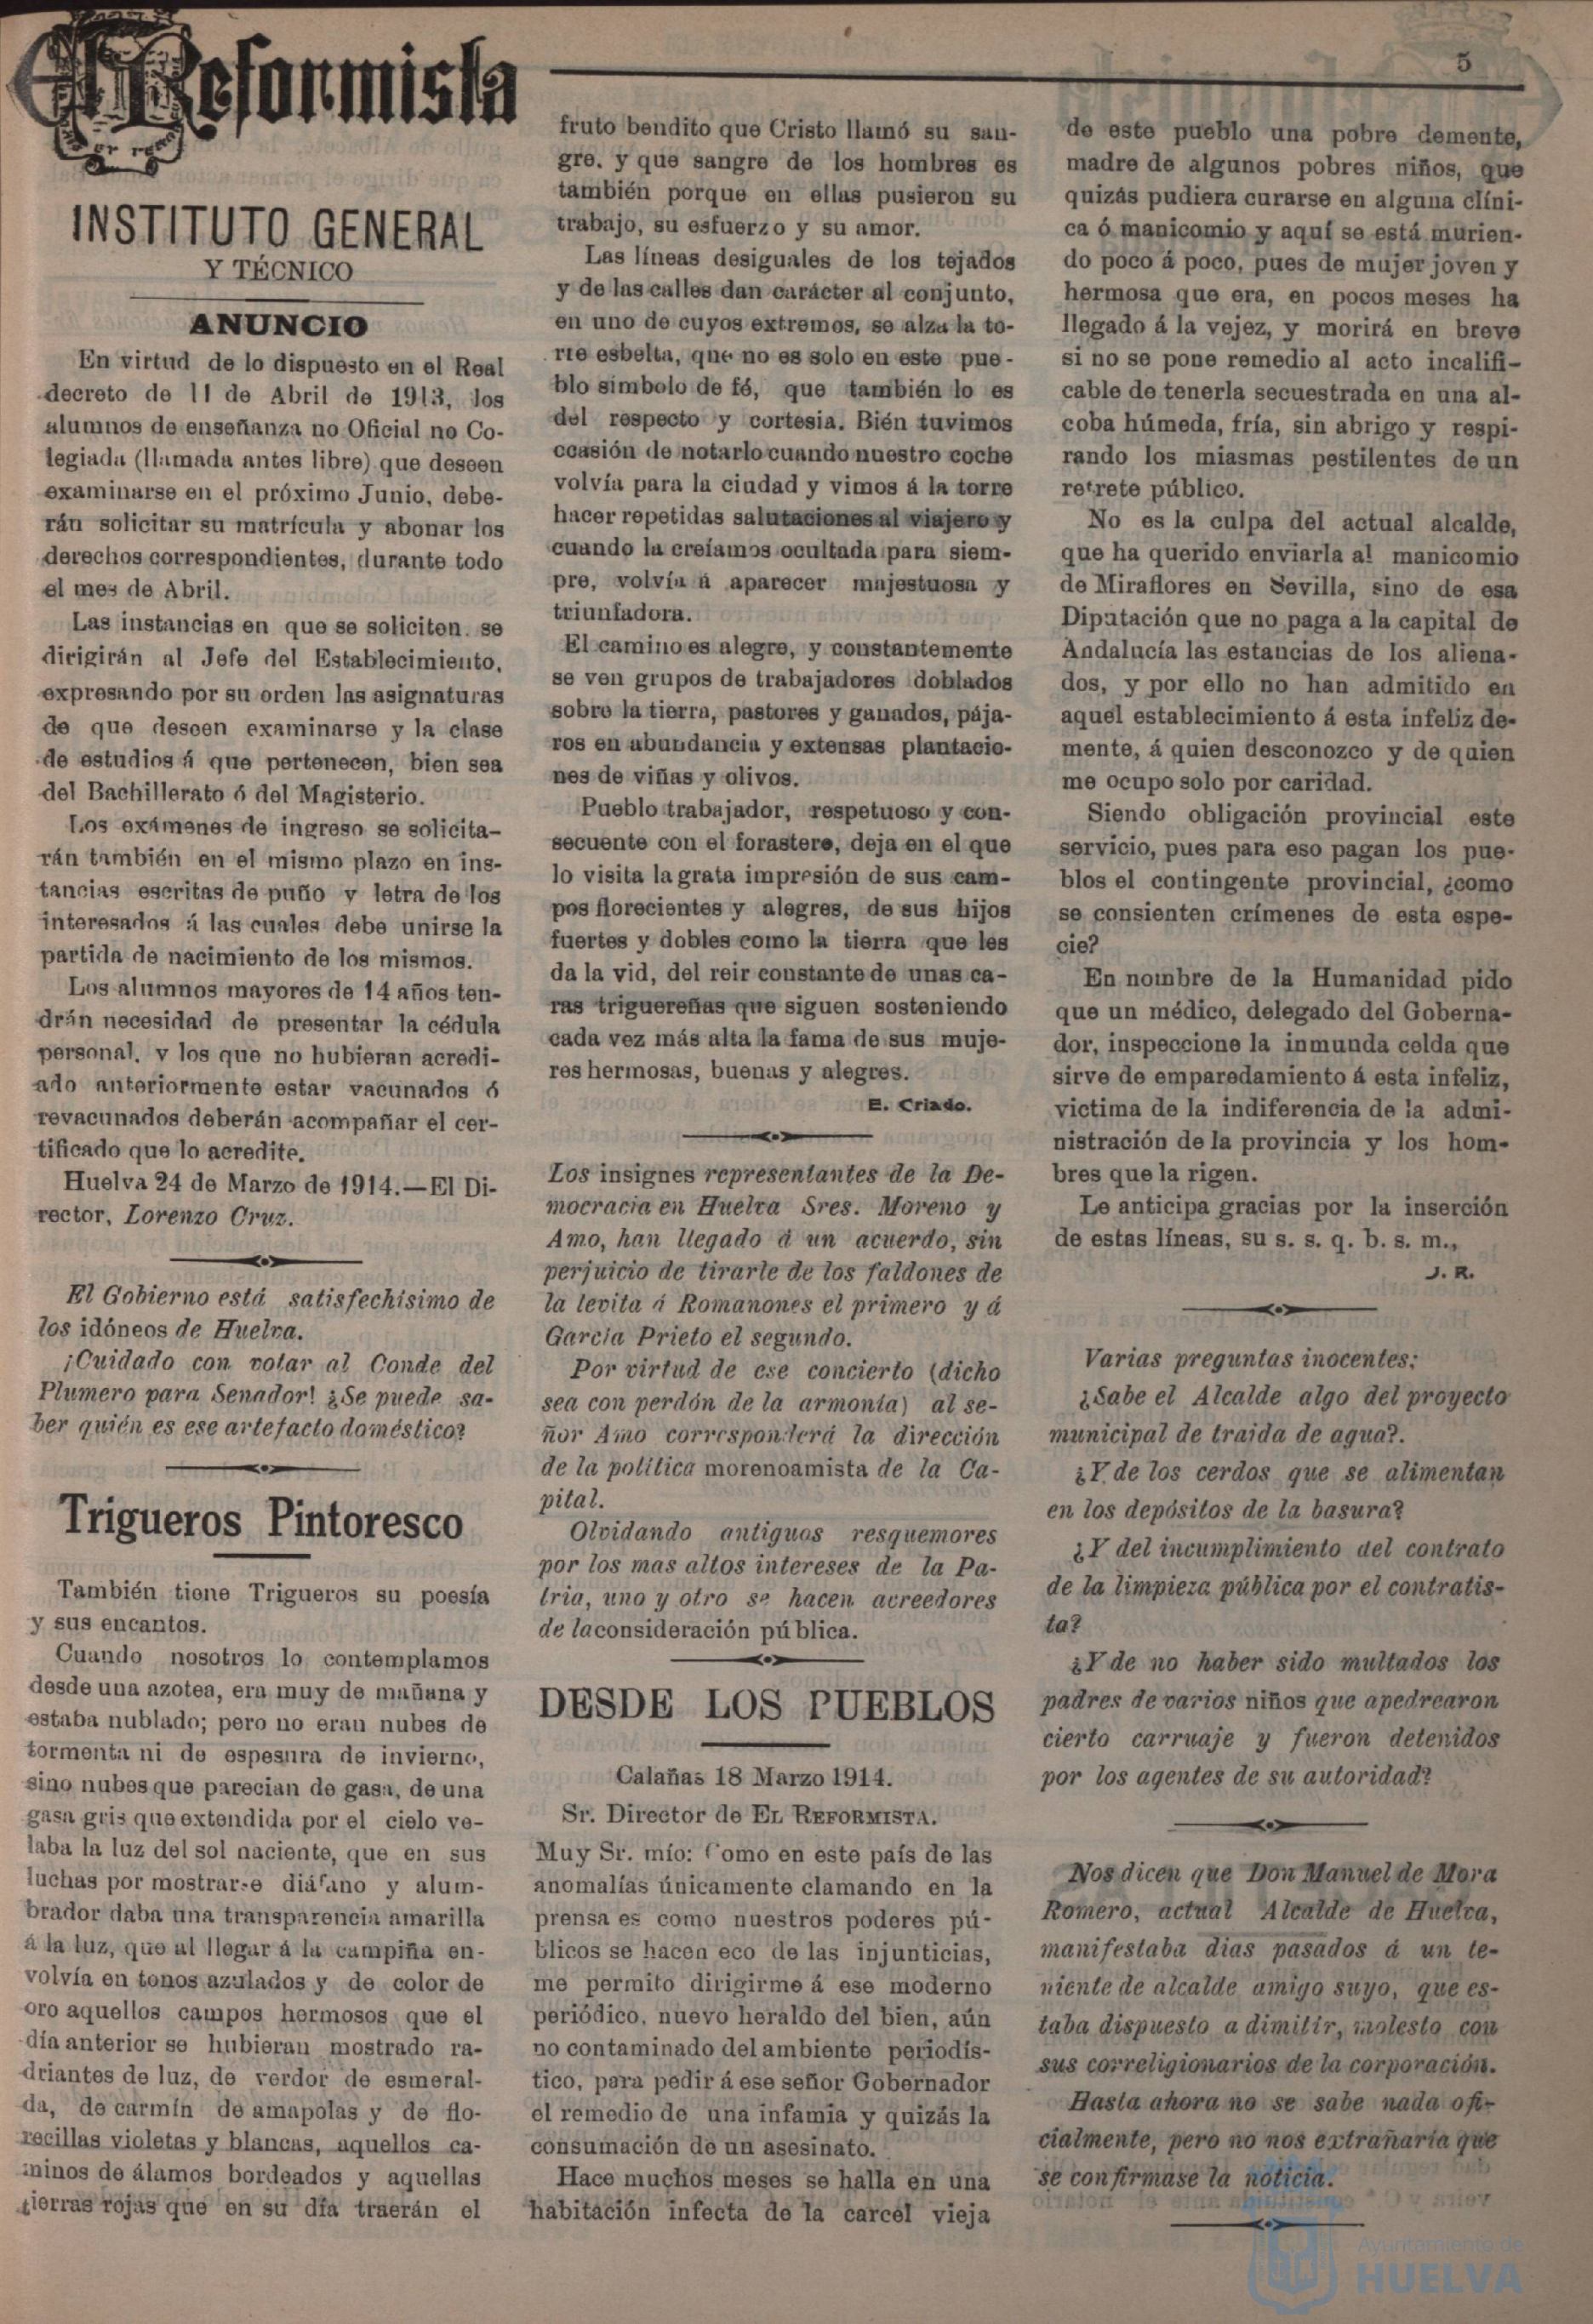 El Reformista
5
INSTITUTO GENERAL
Y TÉCNICO
ANUNCIO
En virtud de lo dispuesto en el Real
decreto de 11 de Abril de 1913, los
alumnos de enseñanza no Oficial no Co-
legiada (llamada antes libre) que deseen
examinarse en el próximo Junio, debe-
rán solicitar su matrícula y abonar los
derechos correspondientes, durante todo
el mes de Abril.
Las instancias en que se soliciten. se
dirigirán al Jefe del Establecimiento,
expresando por su orden las asignaturas
de que deseen examinarse y la clase
de estudios á que pertenecen, bien sea
del Bachillerato ó del Magisterio.
Los exámenes de ingreso se solicita-
rán también en el mismo plazo en ins-
tancias escritas de puño y letra de los
interesados á las cuales debe unirse la
partida de nacimiento de los mismos.
Los alumnos mayores de 14 años ten-
drán necesidad de presentar la cédula
personal, y los que no hubieran acredi-
ado anteriormente estar vacunados ó
revacunados deberán acompañar el cer-
tificado que lo acredite.
Huelva 24 de Marzo de 1914.—El Di-
rector, Lorenzo Cruz.
El Gobierno está satisfechísimo de
los idóneos de Huelva.
¡Cuidado con votar al Conde del
Plumero para Senador! ¿Se puede sa-
ber quién es ese artefacto doméstico?
Trigueros Pintoresco
También tiene Trigueros su poesía
y sus encantos.
Cuando nosotros lo contemplamos
desde una azotea, era muy de mañana y
estaba nublado; pero no eran nubes de
tormenta ni de espesura de invierno,
sino nubes que parecian de gasa, de una
gasa gris que extendida por el cielo ve-
laba la luz del sol naciente, que en sus
luchas por mostrarse diáfano y alum-
brador daba una transparencia amarilla
á la luz, que al llegar á la campiña en-
volvía en tonos azulados y de color de
oro aquellos campos hermosos que el
día anterior se hubieran mostrado ra-
driantes de luz, de verdor de esmeral-
da, de carmín de amapolas y de flo-
recillas violetas y blancas, aquellos ca-
minos de álamos bordeados y aquellas
tierras rojas que en su día traerán el
fruto bendito que Cristo llamó su san-
gre, y que sangre de los hombres es
también porque en ellas pusieron su
trabajo, su esfuerzo y su amor.
Las líneas desiguales de los tejados
y de las calles dan carácter al conjunto,
en uno de cuyos extremos, se alza la to-
rre esbelta, que no es solo en este pue-
blo símbolo de fé, que también lo es
del respecto y cortesia. Bién tuvimos
ocasión de notarlo cuando nuestro coche
volvía para la ciudad y vimos á la torre
hacer repetidas salutaciones al viajero y
cuando la creíamos ocultada para siem-
pre, volvía á aparecer majestuosa y
triunfadora.
El camino es alegre, y constantemente
se ven grupos de trabajadores doblados
sobre la tierra, pastores y ganados, pája-
ros en abundancia y extensas plantacio-
nes de viñas y olivos.
Pueblo trabajador, respetuoso y con-
secuente con el forastero, deja en el que
lo visita la grata impresión de sus cam-
pos florecientes y alegres, de sus hijos
fuertes y dobles como la tierra que les
da la vid, del reir constante de unas ca-
ras triguereñas que siguen sosteniendo
cada vez más alta la fama de sus muje-
res hermosas, buenas y alegres.
E. Criado.
Los insignes representantes de la De-
mocracia en Huelva Sres. Moreno y
Amo, han llegado á un acuerdo, sin
perjuicio de tirarle de los faldones de
la levita á Romanones el primero y á
García Prieto el segundo.
Por virtud de ese concierto (dicho
sea con perdón de la armonía) al se-
ñor Amo corresponderá la dirección
de la política morenoamista de la Ca-
pital.
Olvidando antiguos resquemores
por los mas altos intereses de la Pa-
tria, uno y otro se hacen acreedores
de la consideración pública.
DESDE LOS PUEBLOS
Calañas 18 Marzo 1914.
Sr. Director de EL REFORMISTA.
Muy Sr. mío: Como en este país de las
anomalías únicamente clamando en la
prensa es como nuestros poderes pú-
blicos se hacen eco de las injunticias,
me permito dirigirme á ese moderno
periódico, nuevo heraldo del bien, aún
no contaminado del ambiente periodís-
tico, para pedir á ese señor Gobernador
el remedio de una infamia y quizás la
consumación de un asesinato.
Hace muchos meses se halla en una
habitación infecta de la carcel vieja
de este pueblo una pobre demente,
madre de algunos pobres niños, que
quizás pudiera curarse en alguna clíni-
ca ó manicomio y aquí se está murien-
do poco á poco, pues de mujer joven y
hermosa que era, en pocos meses ha
llegado á la vejez, y morirá en breve
si no se pone remedio al acto incalifi-
cable de tenerla secuestrada en una al-
coba húmeda, fría, sin abrigo y respi-
rando los miasmas pestilentes de un
retrete público.
No es la culpa del actual alcalde,
que ha querido enviarla al manicomio
de Miraflores en Sevilla, sino de esa
Diputación que no paga a la capital de
Andalucía las estancias de los aliena-
dos, y por ello no han admitido en
aquel establecimiento á esta infeliz de-
mente, á quien desconozco y de quien
me ocupo solo por caridad.
Siendo obligación provincial este
servicio, pues para eso pagan los pue-
blos el contingente provincial, ¿como
se consienten crímenes de esta espe-
cie?
En nombre de la Humanidad pido
que un médico, delegado del Goberna-
dor, inspeccione la inmunda celda que
sirve de emparedamiento á esta infeliz,
victima de la indiferencia de la admi-
nistración de la provincia y los hom-
bres que la rigen.
Le anticipa gracias por la inserción
de estas líneas, su s. s. q. b. s. m.,
J. R.
Varias preguntas inocentes:
¿Sabe el Alcalde algo del proyecto
municipal de traida de agua?.
¿Y de los cerdos que se alimentan
en los depósitos de la basura?
¿Y del incumplimiento del contrato
de la limpieza pública por el contratis-
ta?
¿Y de no haber sido multados los
padres de varios niños que apedrearon
cierto carruaje y fueron detenidos
por los agentes de su autoridad?
Nos dicen que Don Manuel de Mora
Romero, actual Alcalde de Huelva,
manifestaba dias pasados á un te-
niente de alcalde amigo suyo, que es-
taba dispuesto a dimitir, molesto con
sus correligionarios de la corporación.
Hasta ahora no se sabe nada ofi-
cialmente, pero no nos extrañaría que
se confirmase la noticia.
Ayuntamiento de
HUELVA